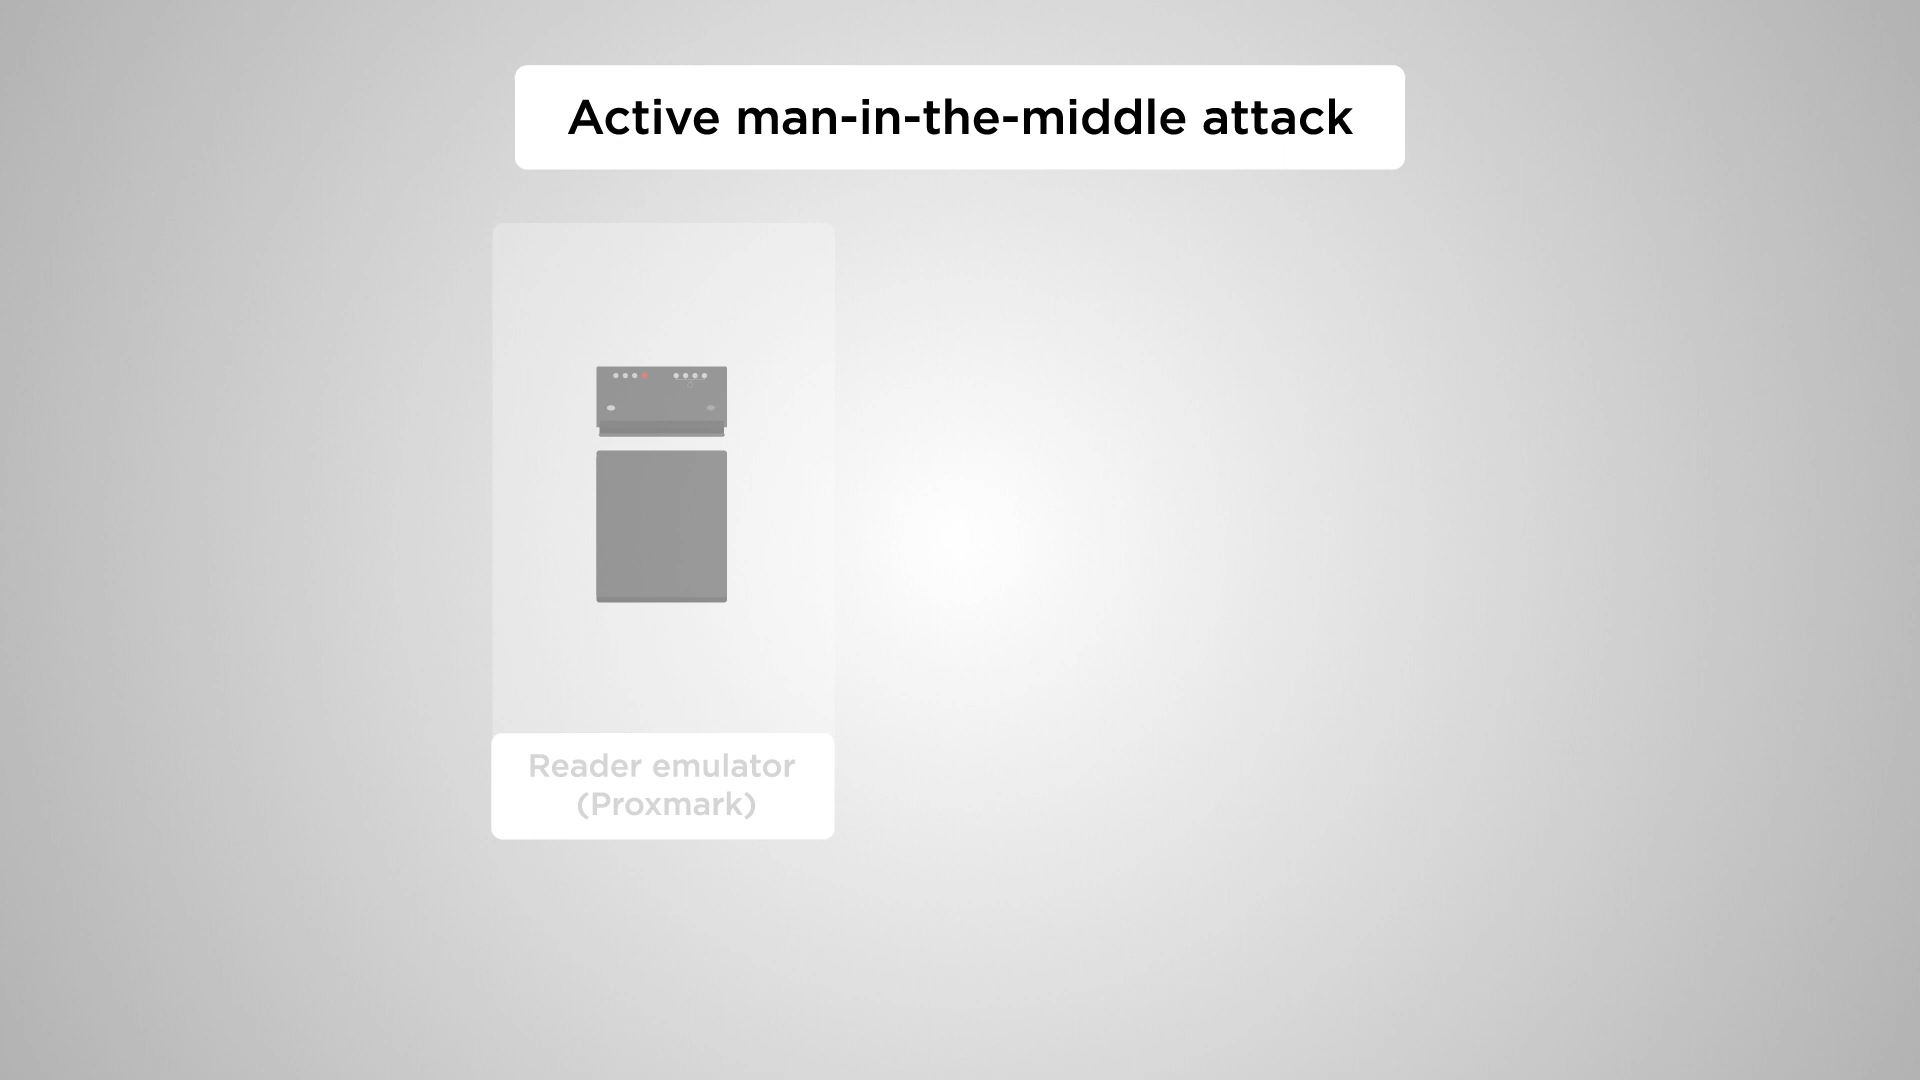 Active man-in-the-middle attack
Reader emulator
(Proxmark)